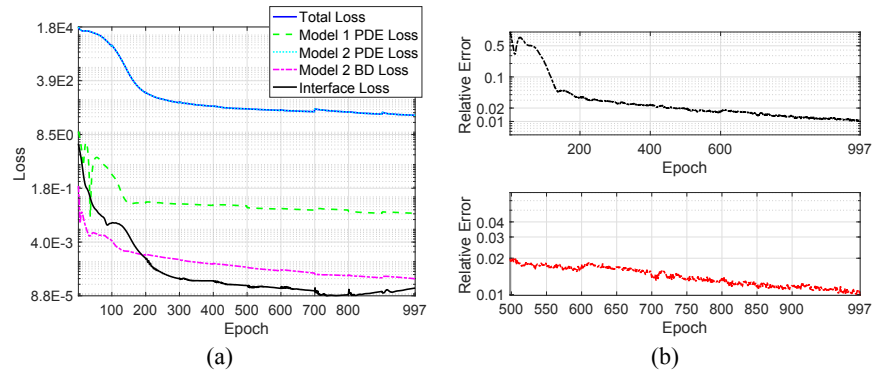 Total Loss
Model 1 PDE Loss
Model 2 PDE Loss
Model 2 BD Loss
Interface Loss
1.8E4
3.9E2
8.5E0
1.8E-1
4.0E-3
8.8E-5
Loss
100 200 300 400 500 600 700 800 997
Epoch
(a)
0.5
0.1
0.02
0.01
Relative Error
200 400 600 997
Epoch
0.04
0.03
0.02
0.01
Relative Error
500 550 600 650 700 750 800 850 900 997
Epoch
(b)